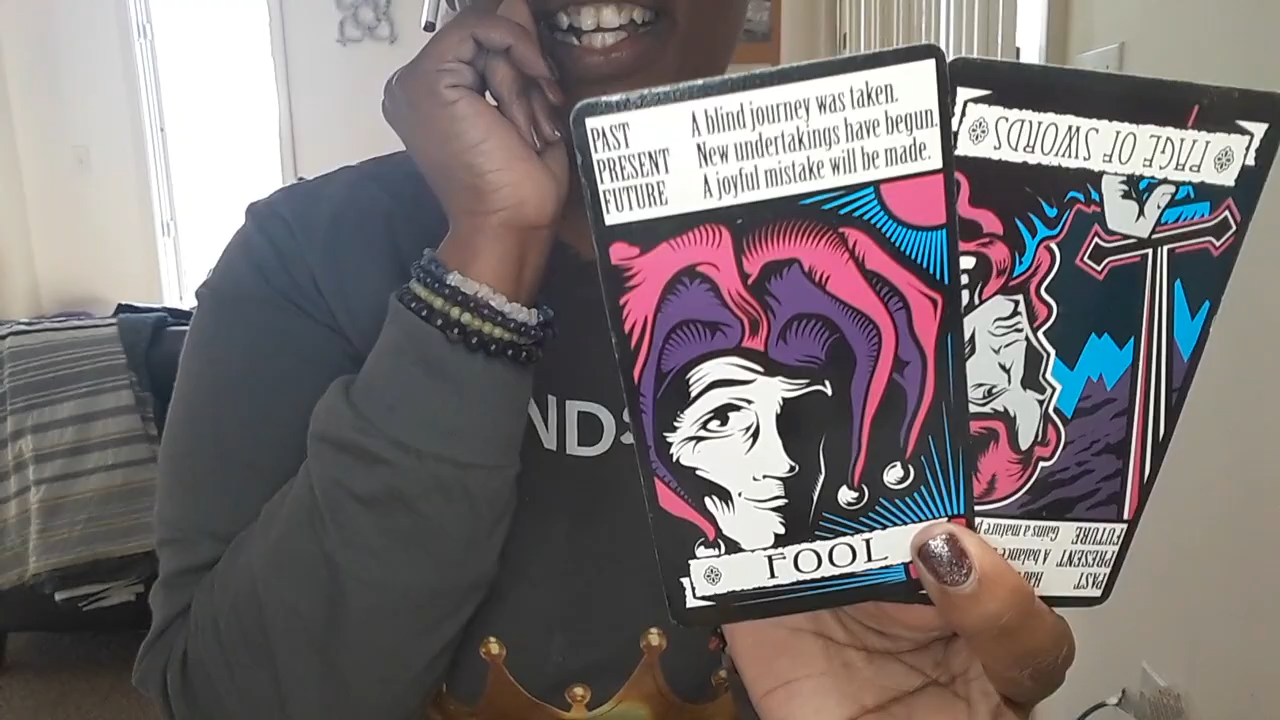 PAST A blind journey was taken.
PRESENT New undertakings have begun.
FUTURE A joyful mistake will be made.
FOOL
PAGE OF SWORDS
PAST
PRESENT A balance
FUTURE Gains a mature
NDS